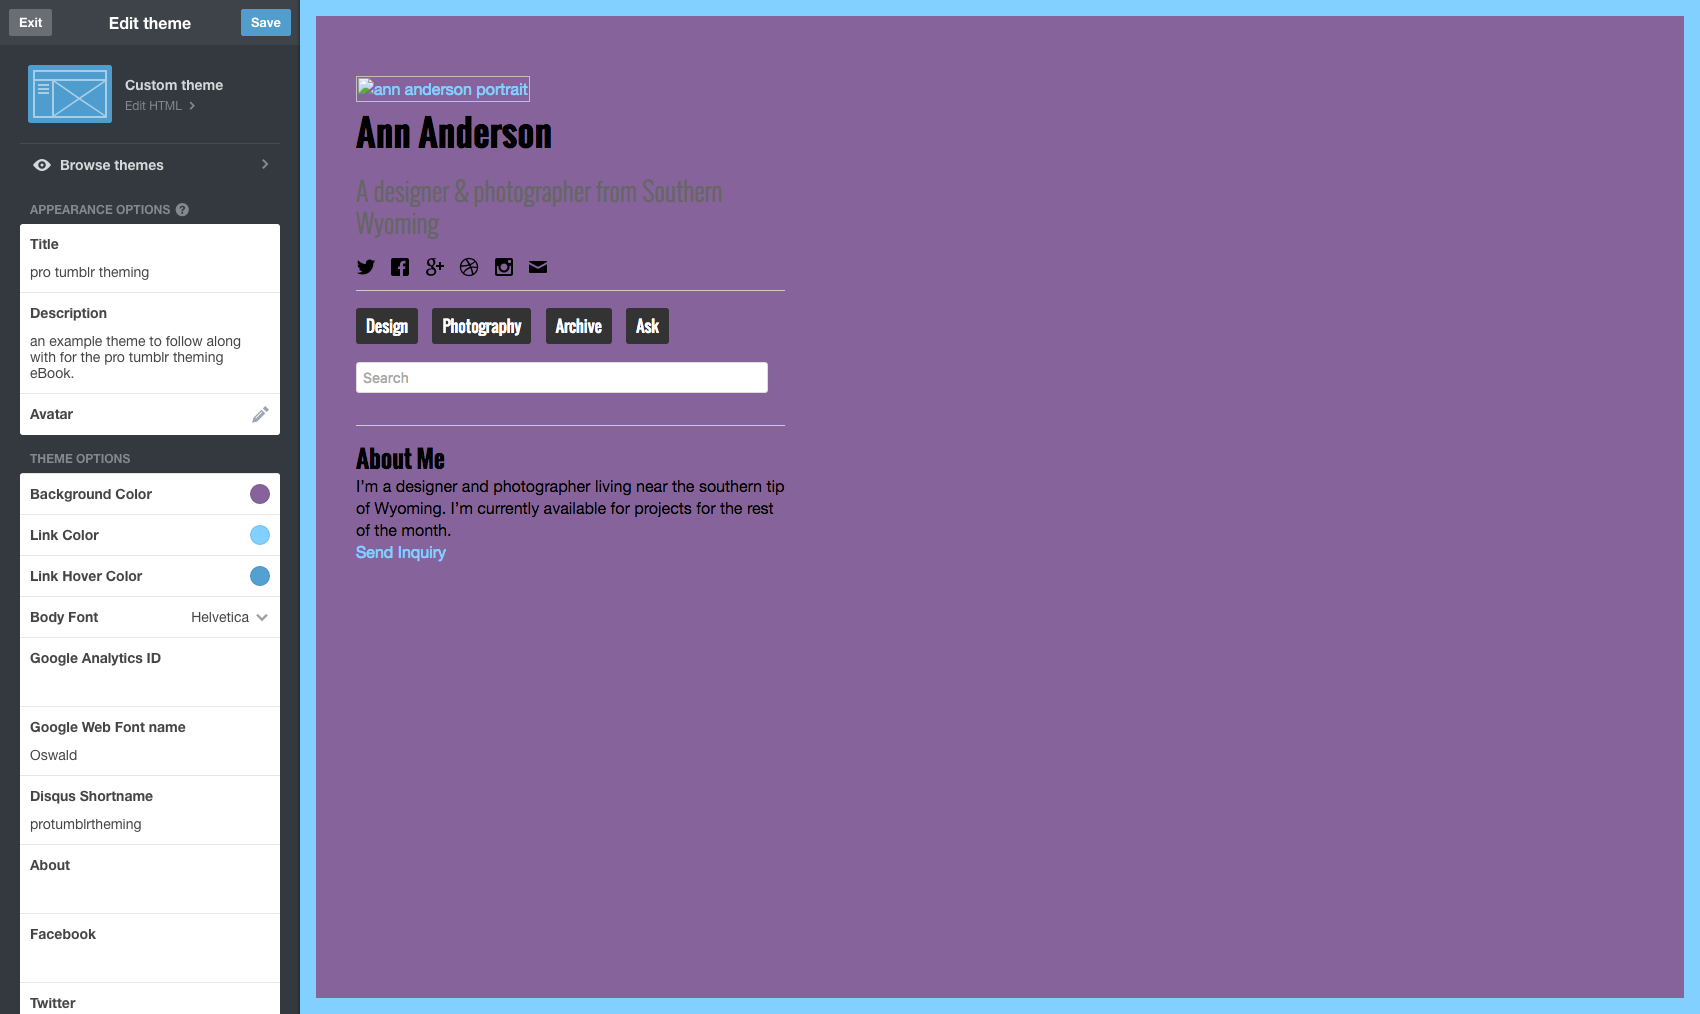 Exit
Edit theme
Save
Custom theme
Edit HTML
Browse themes
APPEARANCE OPTIONS ?
Title
pro tumblr theming
Description
an example theme to follow along
with for the pro tumblr theming
eBook.
Avatar
THEME OPTIONS
Background Color
Link Color
Link Hover Color
Body Font Helvetica
Google Analytics ID
Google Web Font name
Oswald
Disqus Shortname
protumblrtheming
About
Facebook
Twitter
ann anderson portrait
Ann Anderson
A designer & photographer from Southern
Wyoming
Design Photography Archive Ask
Search
About Me
I’m a designer and photographer living near the southern tip
of Wyoming. I’m currently available for projects for the rest
of the month.
Send Inquiry